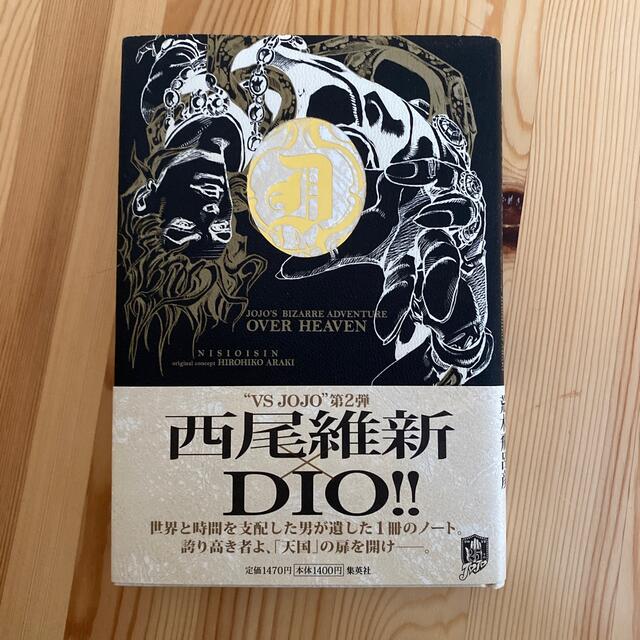 D
JOJO'S BIZARRE ADVENTURE
OVER HEAVEN
NISIOISIN
original concept HIROHIKO ARAKI
"VS JOJO"第2弾
西尾維新
×
DIO!!
世界と時間を支配した男が遺した1冊のノート。
誇り高き者よ、「天国」の扉を開け――。
定価1470円 本体1400円 集英社
JoJo